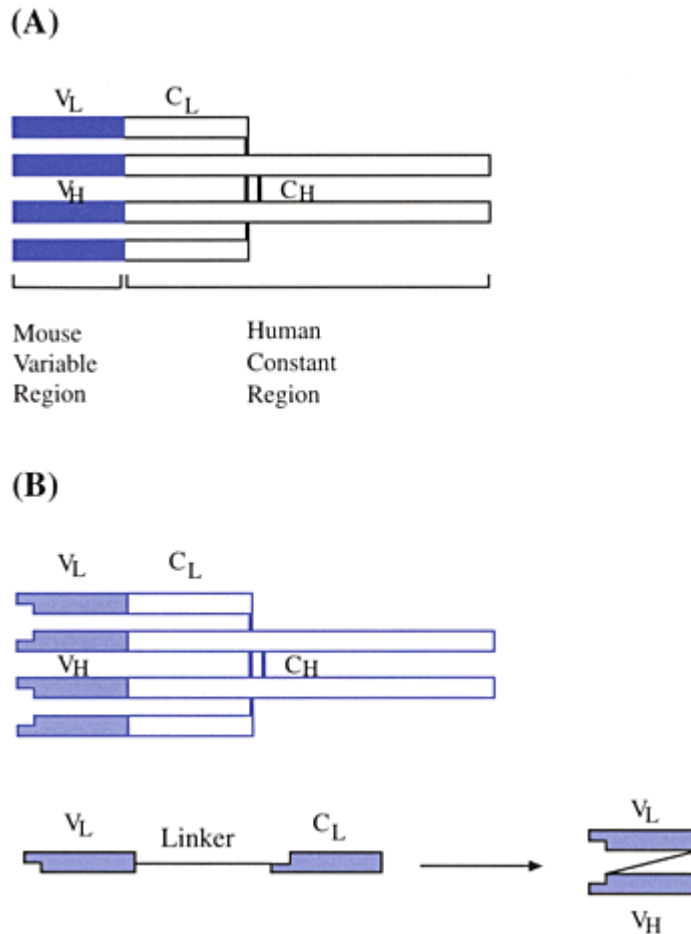 (A)
VL CL
VH CH
Mouse Human
Variable Constant
Region Region
(B)
VL CL
VH CH
VL Linker CL VL
VH